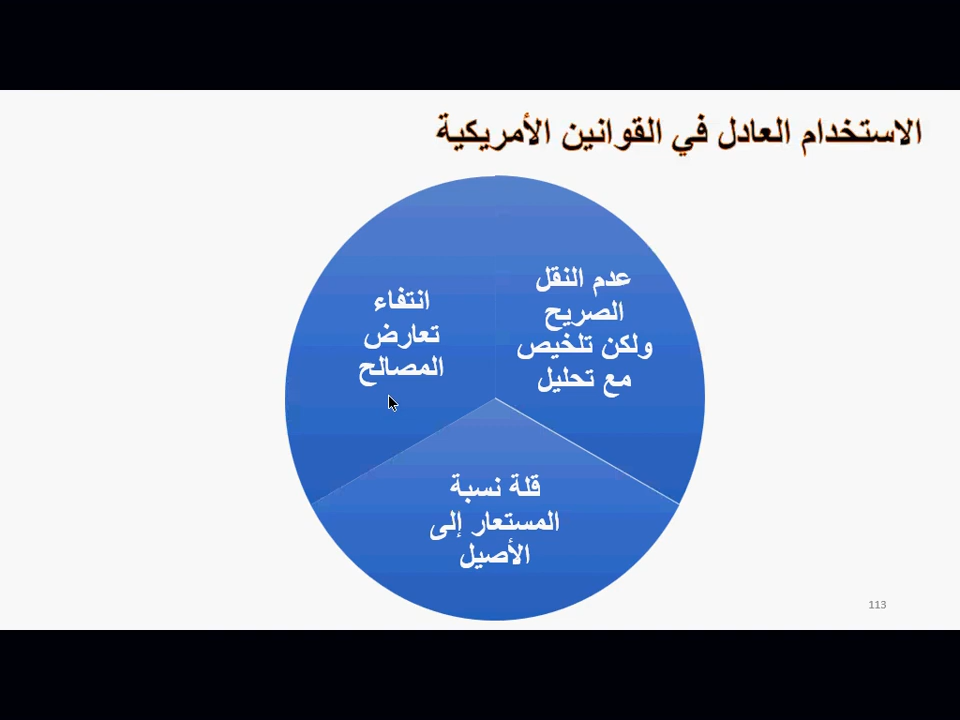 الاستخدام العادل في القوانين الأمريكية
عدم النقل
الصريح
ولكن تلخيص
مع تحليل
قلة نسبة
المستعار إلى
الأصيل
انتفاء
تعارض
المصالح
113